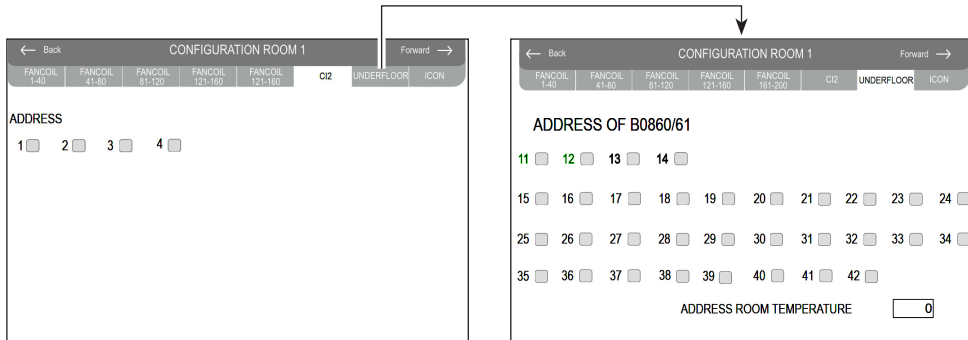 ← Back CONFIGURATION ROOM 1 Forward →
FANCOIL 1-40 FANCOIL 41-80 FANCOIL 81-120 FANCOIL 121-160 FANCOIL 121-160 CI2 UNDERFLOOR ICON
ADDRESS
1 2 3 4
← Back CONFIGURATION ROOM 1 Forward →
FANCOIL 1-40 FANCOIL 41-80 FANCOIL 81-120 FANCOIL 121-160 FANCOIL 161-200 CI2 UNDERFLOOR ICON
ADDRESS OF B0860/61
11 12 13 14
15 16 17 18 19 20 21 22 23 24
25 26 27 28 29 30 31 32 33 34
35 36 37 38 39 40 41 42
ADDRESS ROOM TEMPERATURE 0